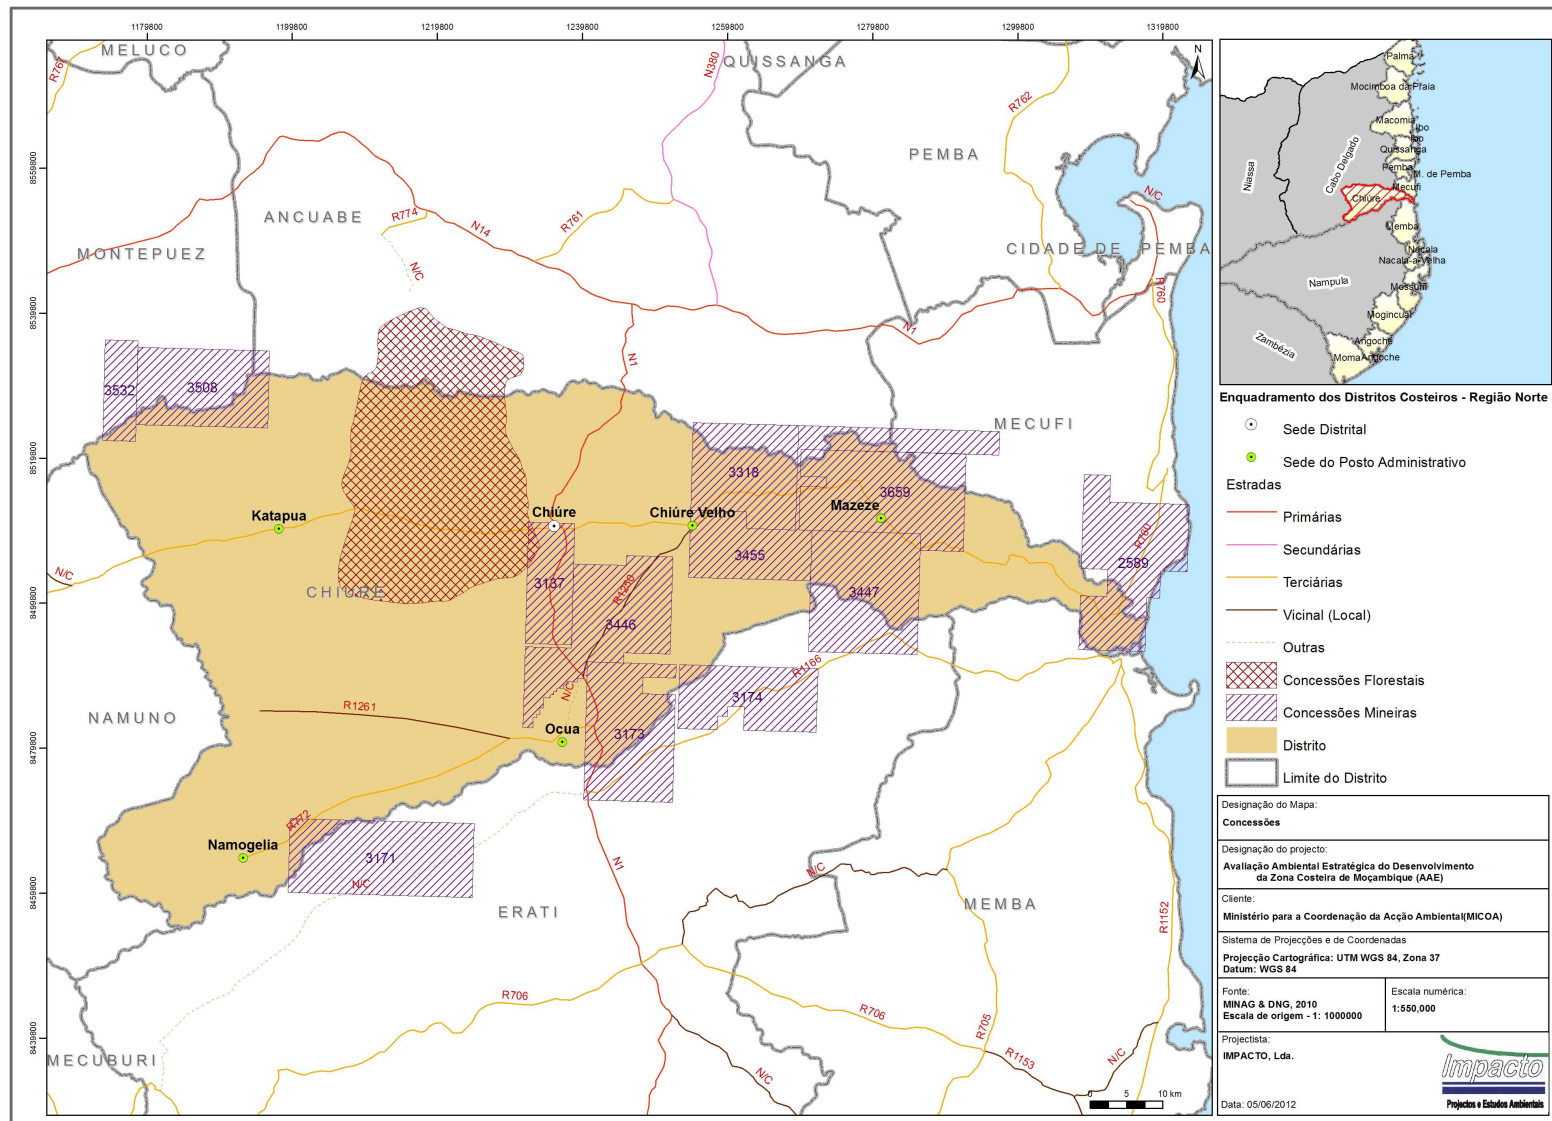 1179800
1199800
1219800
1239800
1259800
1279800
1299800
1319800
8559800
8539800
8519800
8499800
8479800
8459800
8439800
MELUCO
QUISSANGA
N
N380
R762
PEMBA
N/C
ANCUABE
R774
R761
N14
MONTEPUEZ
N/C
CIDADE DE PEMBA
R760
N1
N1
3532
3508
MECUFI
3318
3659
Katapua
Chiúre
Chiúre Velho
Mazeze
R760
3455
2589
N/C
3137
R1260
CHIURE
3447
3446
R1166
N/C
3174
R1261
NAMUNO
Ocua
3173
R772
Namogelia
3171
N/C
N1
N/C
ERATI
MEMBA
R1152
R706
R706
R705
R1153
N/C
N/C
MECUBURI
0 5 10 km
Palma
Mocimboa da Praia
Macomia
Ibo
Ibo
Quissanga
Pemba
M. de Pemba
Mecufi
Chiúre
Cabo Delgado
Niassa
Memba
Nacala
Nacala-a-Velha
Nampula
Mossuril
Mogincual
Angoche
Moma
Angoche
Zambézia
Enquadramento dos Distritos Costeiros - Região Norte
Sede Distrital
Sede do Posto Administrativo
Estradas
Primárias
Secundárias
Terciárias
Vicinal (Local)
Outras
Concessões Florestais
Concessões Mineiras
Distrito
Limite do Distrito
Designação do Mapa:
Concessões
Designação do projecto:
Avaliação Ambiental Estratégica do Desenvolvimento
da Zona Costeira de Moçambique (AAE)
Cliente:
Ministério para a Coordenação da Acção Ambiental(MICOA)
Sistema de Projecções e de Coordenadas
Projecção Cartográfica: UTM WGS 84, Zona 37
Datum: WGS 84
Fonte:
MINAG & DNG, 2010
Escala de origem - 1: 1000000
Escala numérica:
1:550,000
Projectista:
IMPACTO, Lda.
Data: 05/06/2012
Impacto
Projectos e Estudos Ambientais